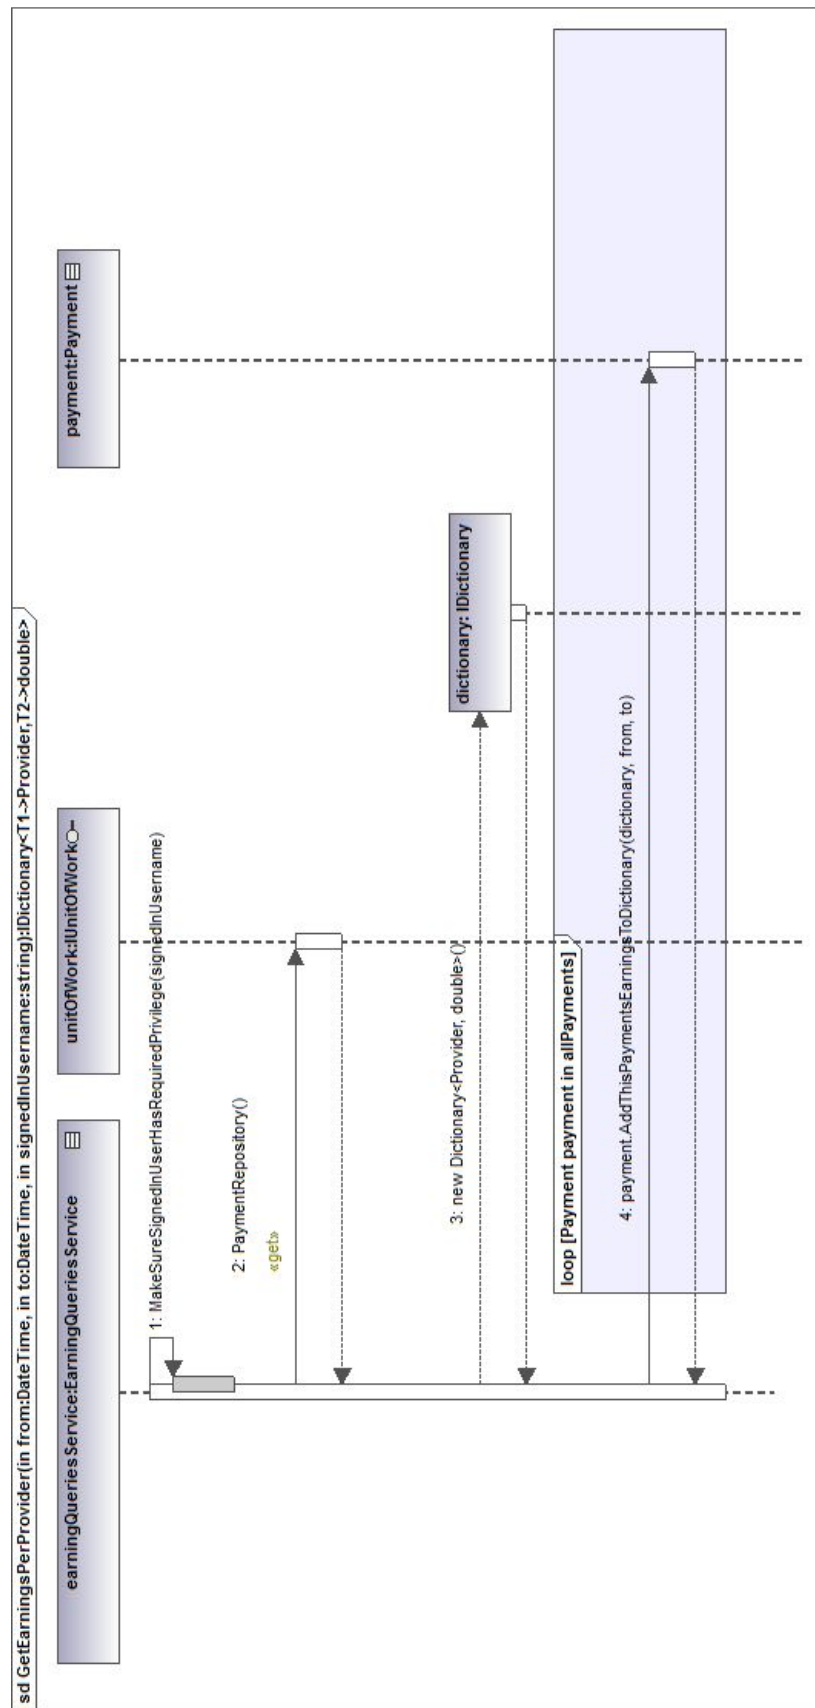 sd GetEarningsPerProvider(in from:DateTime, in to:DateTime, in signedInUsername:string):IDictionary<T1->Provider,T2->double>
earningQueriesService:EarningQueriesService
unitOfWork:IUnitOfWork
payment:Payment
1: MakeSureSignedInUserHasRequiredPrivilege(signedInUsername)
2: PaymentRepository()
«get»
dictionary: IDictionary
3: new Dictionary<Provider, double>()
loop [Payment payment in allPayments]
4: payment.AddThisPaymentsEarningsToDictionary(dictionary, from, to)